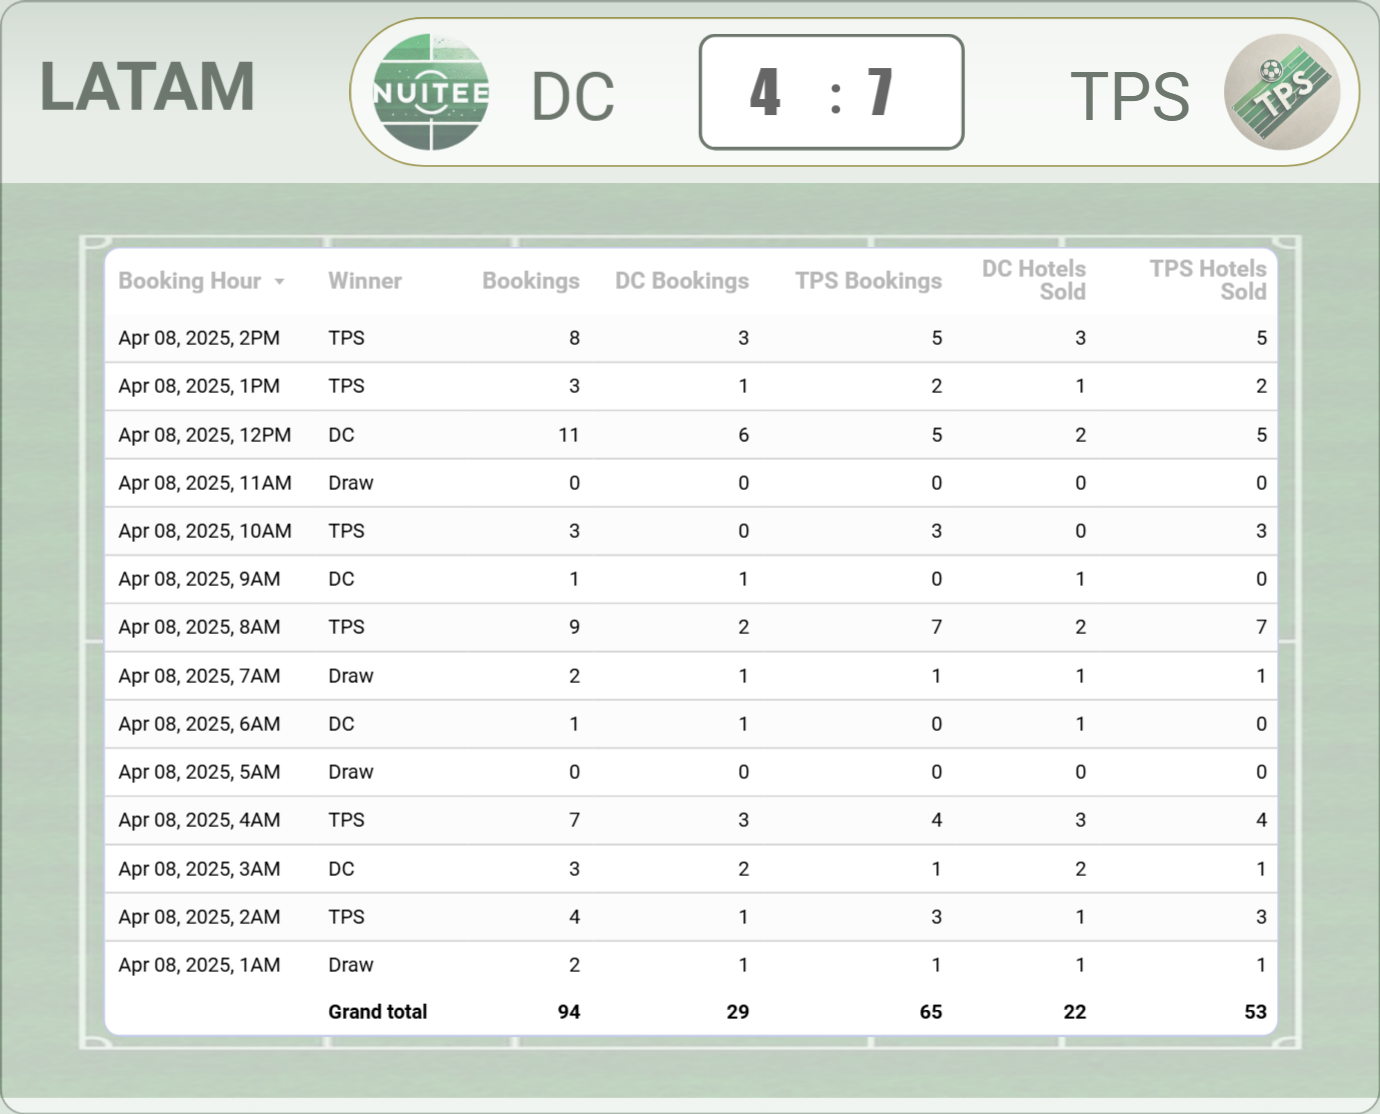 LATAM
NUITEE
DC
4 : 7
TPS
TPS
Booking Hour Winner Bookings DC Bookings TPS Bookings DC Hotels Sold TPS Hotels Sold
Apr 08, 2025, 2PM TPS 8 3 5 3 5
Apr 08, 2025, 1PM TPS 3 1 2 1 2
Apr 08, 2025, 12PM DC 11 6 5 2 5
Apr 08, 2025, 11AM Draw 0 0 0 0 0
Apr 08, 2025, 10AM TPS 3 0 3 0 3
Apr 08, 2025, 9AM DC 1 1 0 1 0
Apr 08, 2025, 8AM TPS 9 2 7 2 7
Apr 08, 2025, 7AM Draw 2 1 1 1 1
Apr 08, 2025, 6AM DC 1 1 0 1 0
Apr 08, 2025, 5AM Draw 0 0 0 0 0
Apr 08, 2025, 4AM TPS 7 3 4 3 4
Apr 08, 2025, 3AM DC 3 2 1 2 1
Apr 08, 2025, 2AM TPS 4 1 3 1 3
Apr 08, 2025, 1AM Draw 2 1 1 1 1
Grand total 94 29 65 22 53